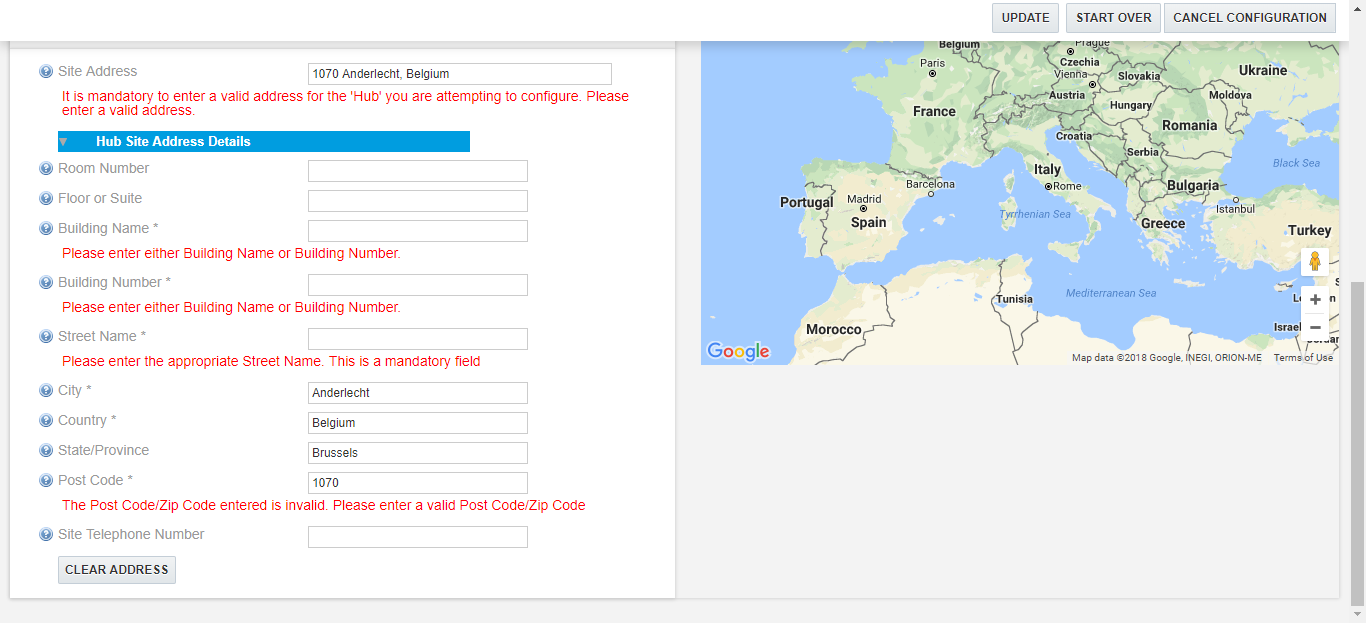 UPDATE START OVER CANCEL CONFIGURATION
Site Address 1070 Anderlecht, Belgium
It is mandatory to enter a valid address for the 'Hub' you are attempting to configure. Please
enter a valid address.
Hub Site Address Details
Room Number
Floor or Suite
Building Name *
Please enter either Building Name or Building Number.
Building Number *
Please enter either Building Name or Building Number.
Street Name *
Please enter the appropriate Street Name. This is a mandatory field
City * Anderlecht
Country * Belgium
State/Province Brussels
Post Code * 1070
The Post Code/Zip Code entered is invalid. Please enter a valid Post Code/Zip Code
Site Telephone Number
CLEAR ADDRESS
Belgium
Prague
Paris
Czechia
Vienna
Slovakia
Ukraine
Austria
Moldova
France
Hungary
Romania
Croatia
Serbia
Black Sea
Italy
Barcelona
Rome
Bulgaria
Portugal
Madrid
Istanbul
Tyrrhenian Sea
Spain
Greece
Turkey
Mediterranean Sea
Tunisia
Israel
Morocco
Google
Map data ©2018 Google, INEGI, ORION-ME Terms of Use